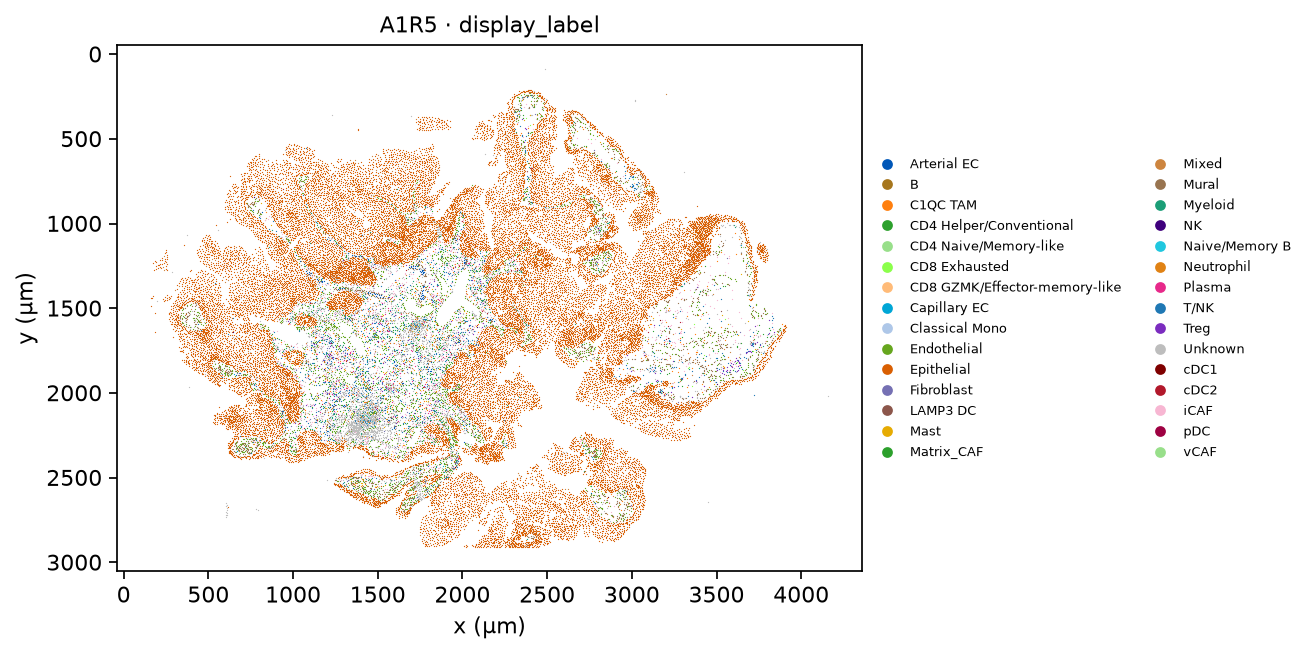 A1R5 · display_label
0
500
1000
1500
2000
2500
3000
y (µm)
0 500 1000 1500 2000 2500 3000 3500 4000
x (µm)
Arterial EC
B
C1QC TAM
CD4 Helper/Conventional
CD4 Naive/Memory-like
CD8 Exhausted
CD8 GZMK/Effector-memory-like
Capillary EC
Classical Mono
Endothelial
Epithelial
Fibroblast
LAMP3 DC
Mast
Matrix_CAF
Mixed
Mural
Myeloid
NK
Naive/Memory B
Neutrophil
Plasma
T/NK
Treg
Unknown
cDC1
cDC2
iCAF
pDC
vCAF